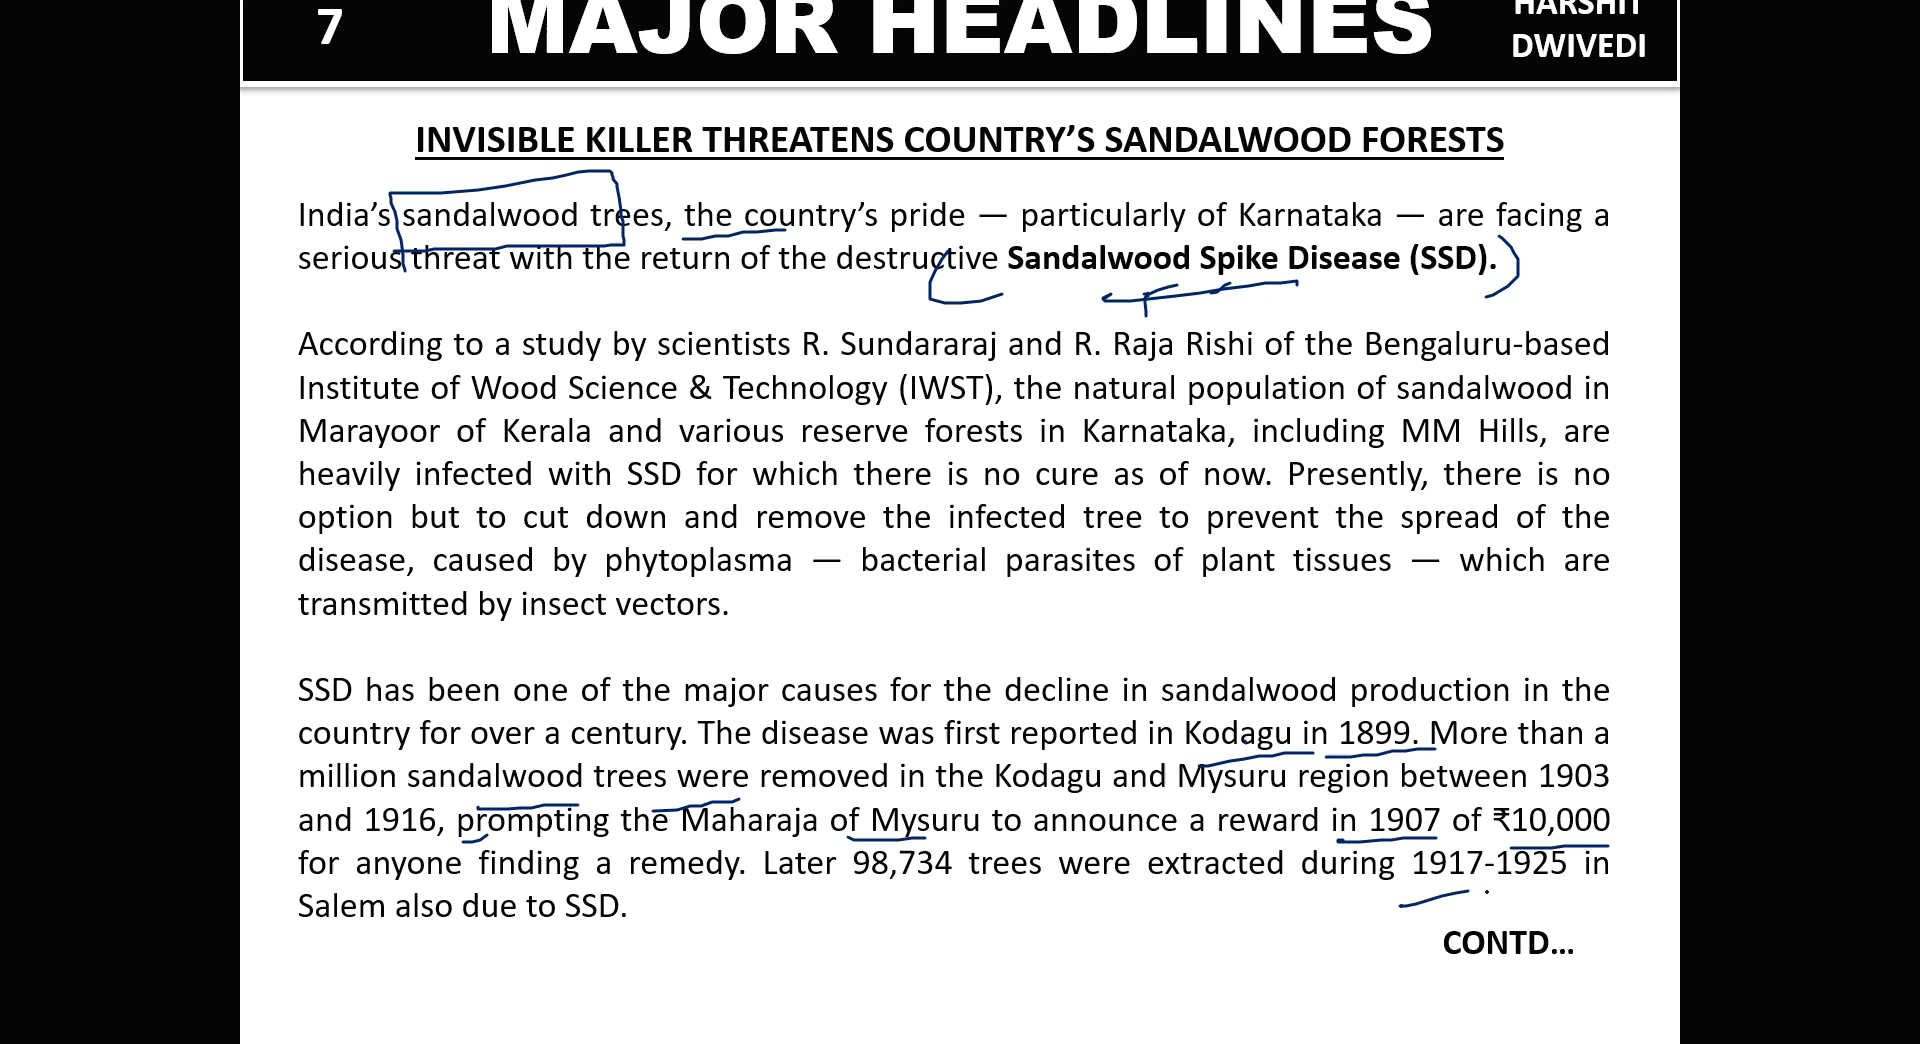 7
MAJOR HEADLINES
HARSHIT
DWIVEDI
INVISIBLE KILLER THREATENS COUNTRY’S SANDALWOOD FORESTS
India’s sandalwood trees, the country’s pride — particularly of Karnataka — are facing a
serious threat with the return of the destructive Sandalwood Spike Disease (SSD).
According to a study by scientists R. Sundararaj and R. Raja Rishi of the Bengaluru-based
Institute of Wood Science & Technology (IWST), the natural population of sandalwood in
Marayoor of Kerala and various reserve forests in Karnataka, including MM Hills, are
heavily infected with SSD for which there is no cure as of now. Presently, there is no
option but to cut down and remove the infected tree to prevent the spread of the
disease, caused by phytoplasma — bacterial parasites of plant tissues — which are
transmitted by insect vectors.
SSD has been one of the major causes for the decline in sandalwood production in the
country for over a century. The disease was first reported in Kodagu in 1899. More than a
million sandalwood trees were removed in the Kodagu and Mysuru region between 1903
and 1916, prompting the Maharaja of Mysuru to announce a reward in 1907 of ₹10,000
for anyone finding a remedy. Later 98,734 trees were extracted during 1917-1925 in
Salem also due to SSD.
CONTD...